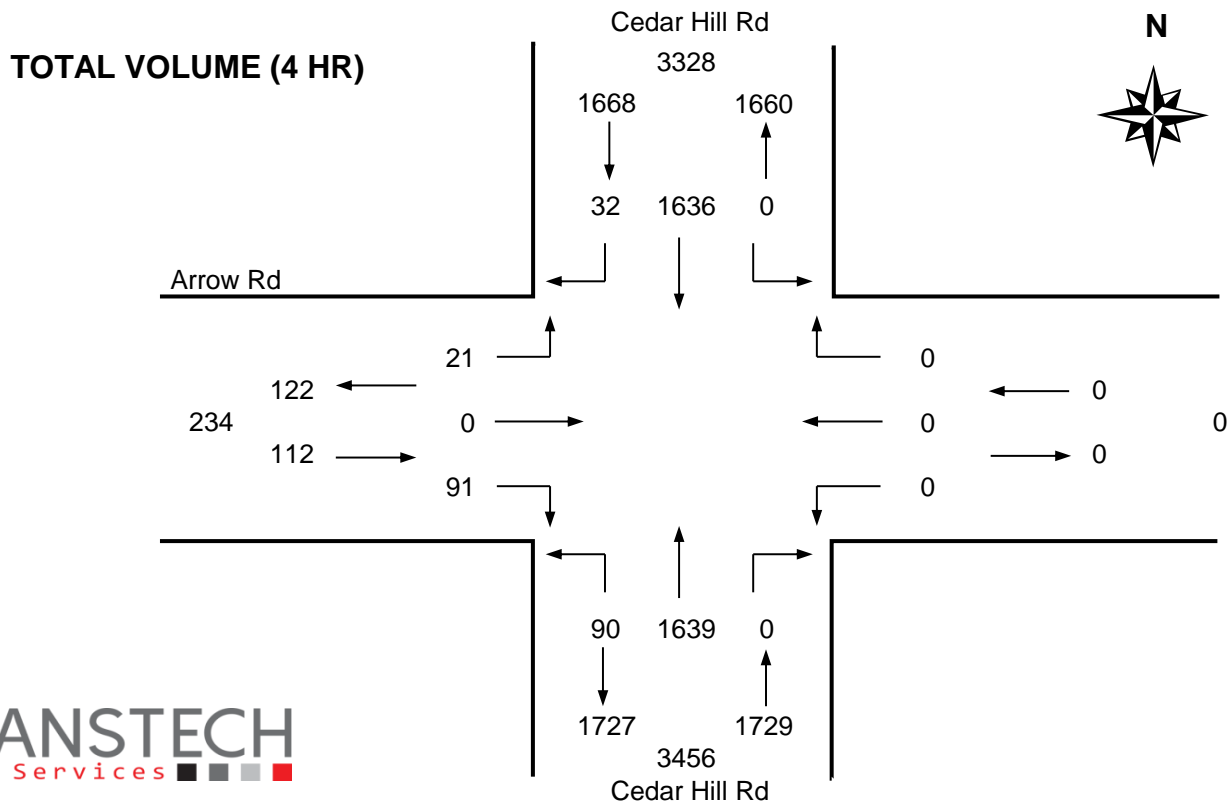 Cedar Hill Rd
N
TOTAL VOLUME (4 HR)
3328
1668 1660
32 1636 0
Arrow Rd
21 0
122 0
234 0 0 0
112 0
91 0
90 1639 0
1727 1729
ANSTECH
3456
Services
Cedar Hill Rd